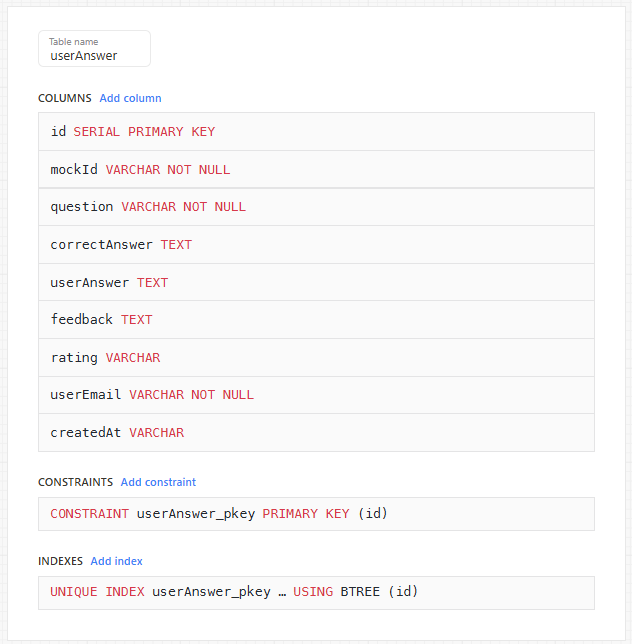 Table name
userAnswer
COLUMNS Add column
id SERIAL PRIMARY KEY
mockId VARCHAR NOT NULL
question VARCHAR NOT NULL
correctAnswer TEXT
userAnswer TEXT
feedback TEXT
rating VARCHAR
userEmail VARCHAR NOT NULL
createdAt VARCHAR
CONSTRAINTS Add constraint
CONSTRAINT userAnswer_pkey PRIMARY KEY (id)
INDEXES Add index
UNIQUE INDEX userAnswer_pkey … USING BTREE (id)